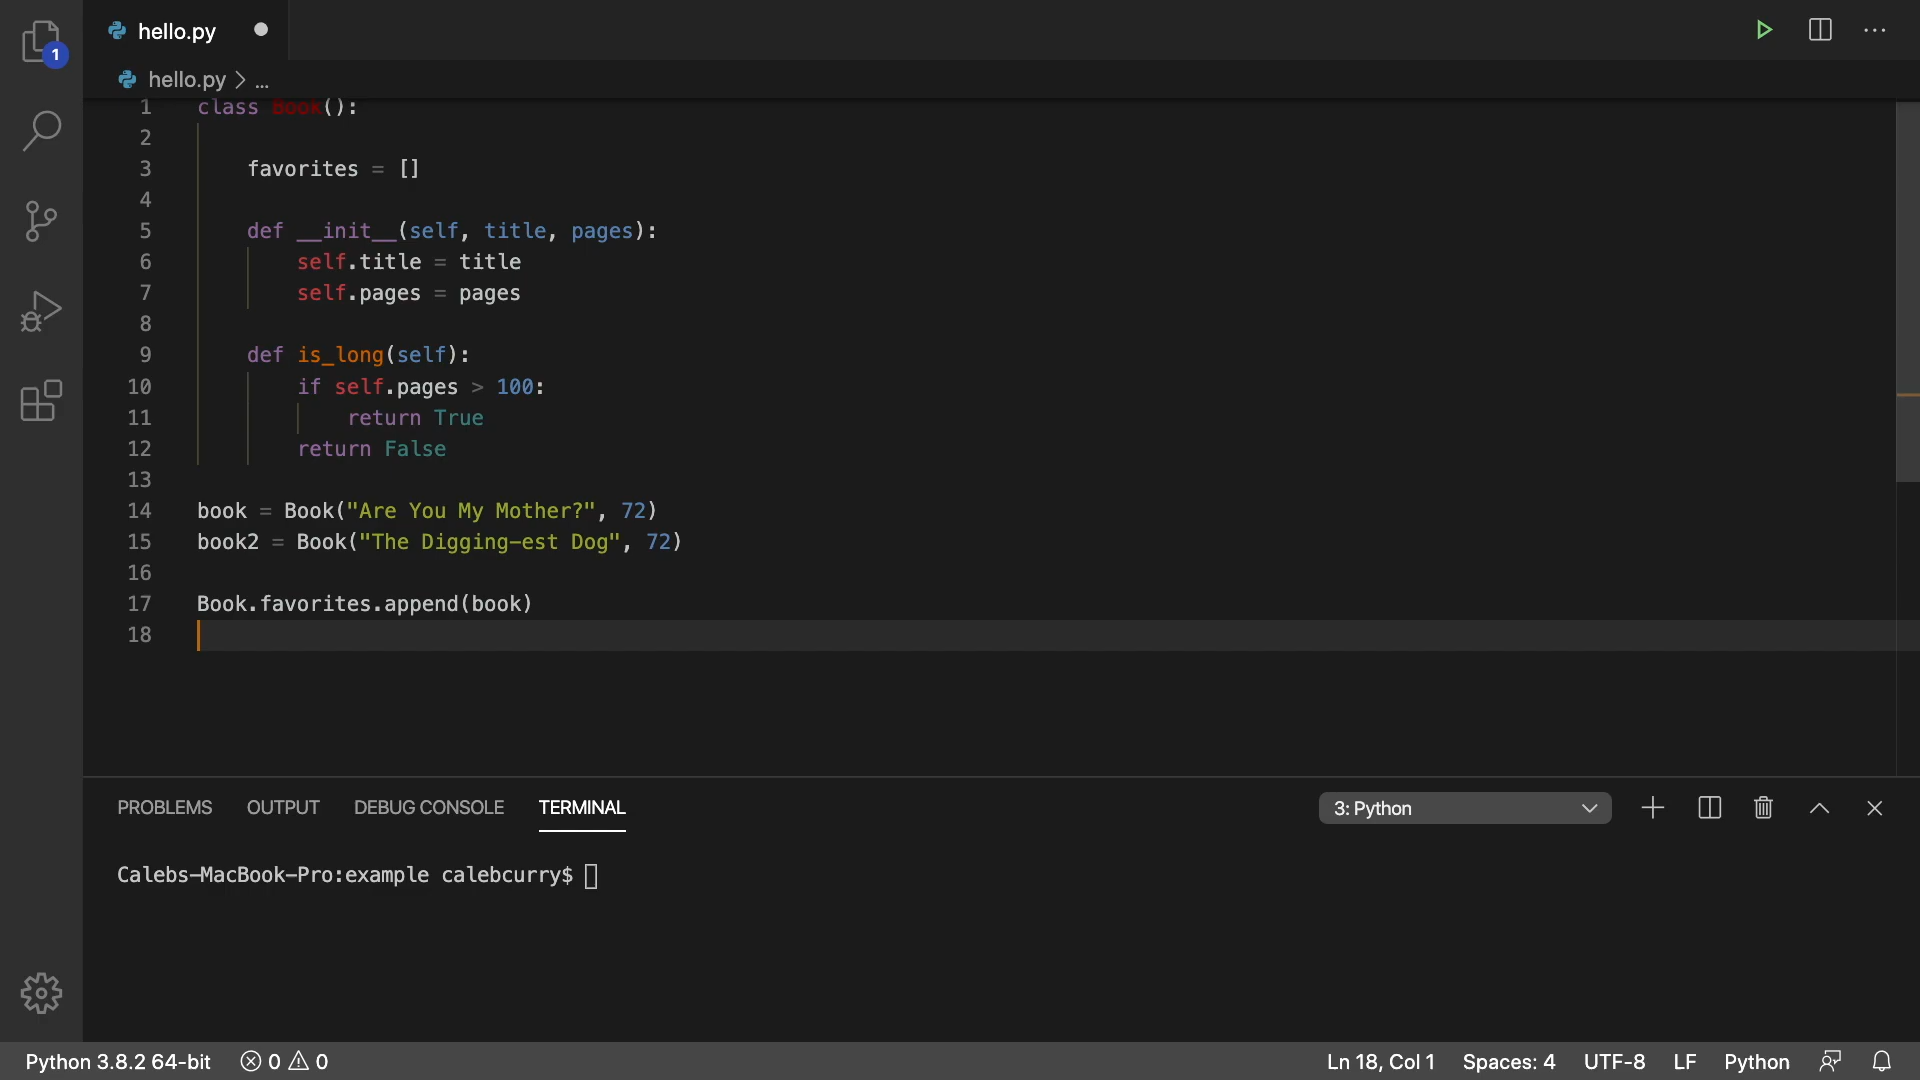 1
hello.py
hello.py > ...
1 class Book():
2
3 favorites = []
4
5 def __init__(self, title, pages):
6 self.title = title
7 self.pages = pages
8
9 def is_long(self):
10 if self.pages > 100:
11 return True
12 return False
13
14 book = Book("Are You My Mother?", 72)
15 book2 = Book("The Digging-est Dog", 72)
16
17 Book.favorites.append(book)
18
PROBLEMS OUTPUT DEBUG CONSOLE TERMINAL 3: Python
Calebs-MacBook-Pro:example calebcurry$
Python 3.8.2 64-bit 0 0 Ln 18, Col 1 Spaces: 4 UTF-8 LF Python